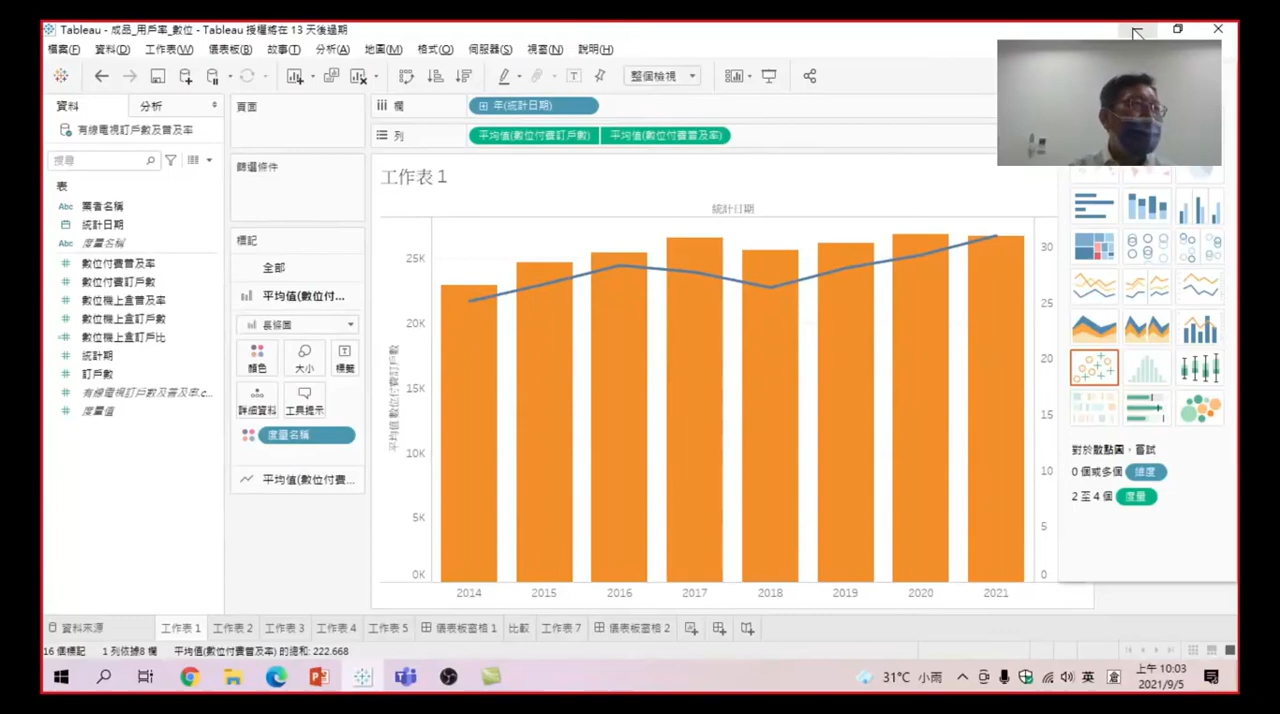 Tableau - 成品_用戶率_數位 - Tableau 授權將在 13 天後過期
檔案(F) 資料(D) 工作表(W) 儀表板(B) 故事(T) 分析(A) 地圖(M) 格式(O) 伺服器(S) 視窗(N) 說明(H)
整個檢視
資料 分析
有線電視訂戶數及普及率
搜尋
表
Abc 業者名稱
統計日期
Abc 度量名稱
數位付費普及率
數位付費訂戶數
數位機上盒普及率
數位機上盒訂戶數
數位機上盒訂戶比
統計期
訂戶數
有線電視訂戶數及普及率.c...
度量值
頁面
篩選條件
標記
全部
平均值(數位付...
長條圖
顏色 大小 標籤
詳細資料 工具提示
度量名稱
平均值(數位付費...
iii 欄 年(統計日期)
列 平均值(數位付費訂戶數) 平均值(數位付費普及率)
工作表 1
統計日期
平均值 數位付費訂戶數
25K
20K
15K
10K
5K
0K
30
25
20
15
10
5
0
2014 2015 2016 2017 2018 2019 2020 2021
對於散點圖，嘗試
0 個或多個 維度
2 至 4 個 度量
資料來源 工作表 1 工作表 2 工作表 3 工作表 4 工作表 5 儀表板窗格 1 比較 工作表 7 儀表板窗格 2
16 個標記 1 列依據8 欄 平均值(數位付費普及率) 的總和: 222.668
31°C 小雨 英 倉 上午 10:03
2021/9/5